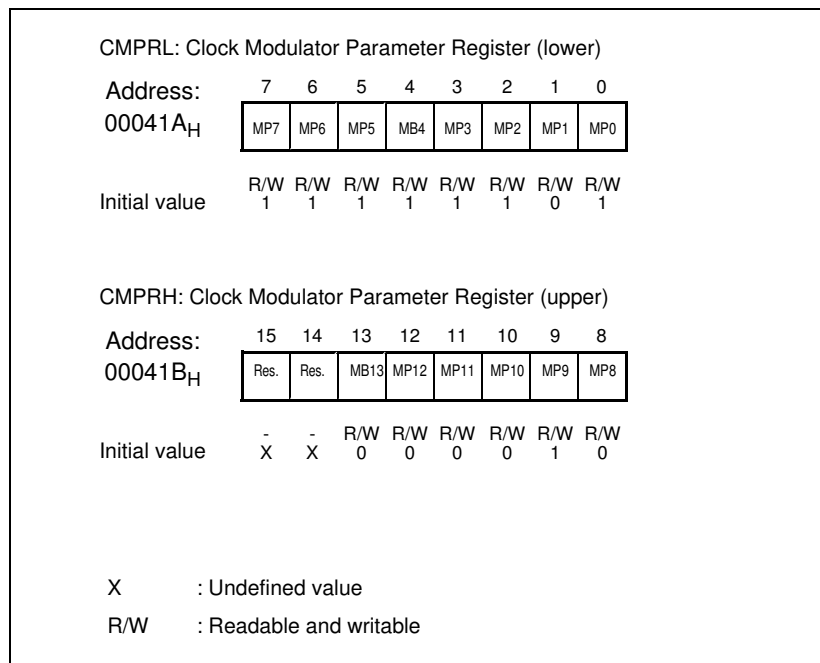 CMPRL: Clock Modulator Parameter Register (lower)
Address: 7 6 5 4 3 2 1 0
00041AH MP7 MP6 MP5 MB4 MP3 MP2 MP1 MP0
R/W R/W R/W R/W R/W R/W R/W R/W
Initial value 1 1 1 1 1 1 0 1
CMPRH: Clock Modulator Parameter Register (upper)
Address: 15 14 13 12 11 10 9 8
00041BH Res. Res. MB13 MP12 MP11 MP10 MP9 MP8
- - R/W R/W R/W R/W R/W R/W
Initial value X X 0 0 0 0 1 0
X : Undefined value
R/W : Readable and writable